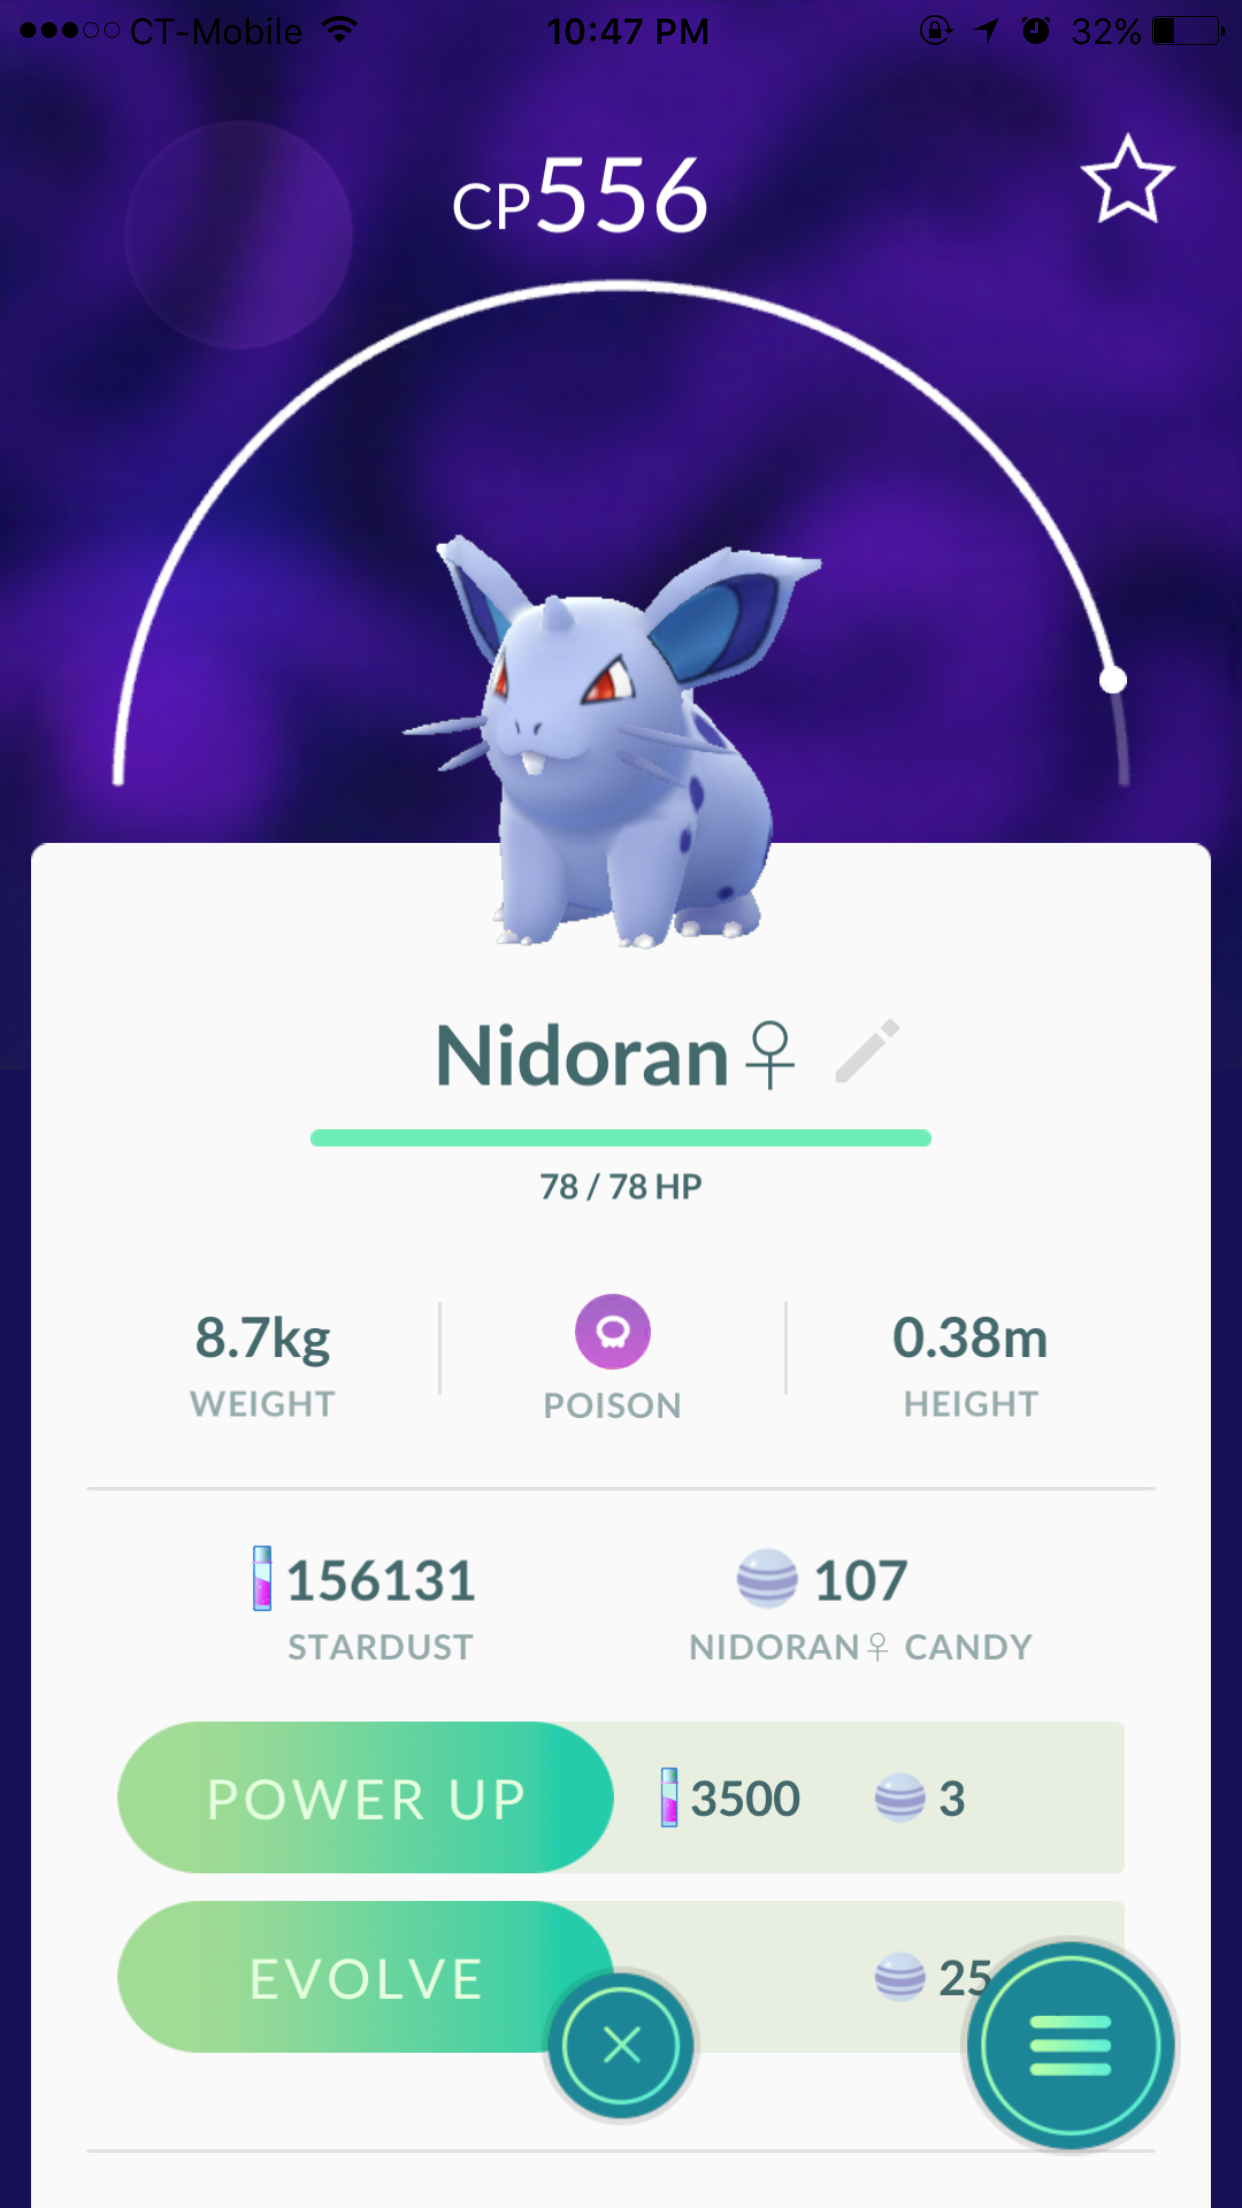 CT-Mobile 10:47 PM 32%
CP556
Nidoran♀
78 / 78 HP
8.7kg
WEIGHT
POISON
0.38m
HEIGHT
156131
STARDUST
107
NIDORAN♀ CANDY
POWER UP 3500 3
EVOLVE 25